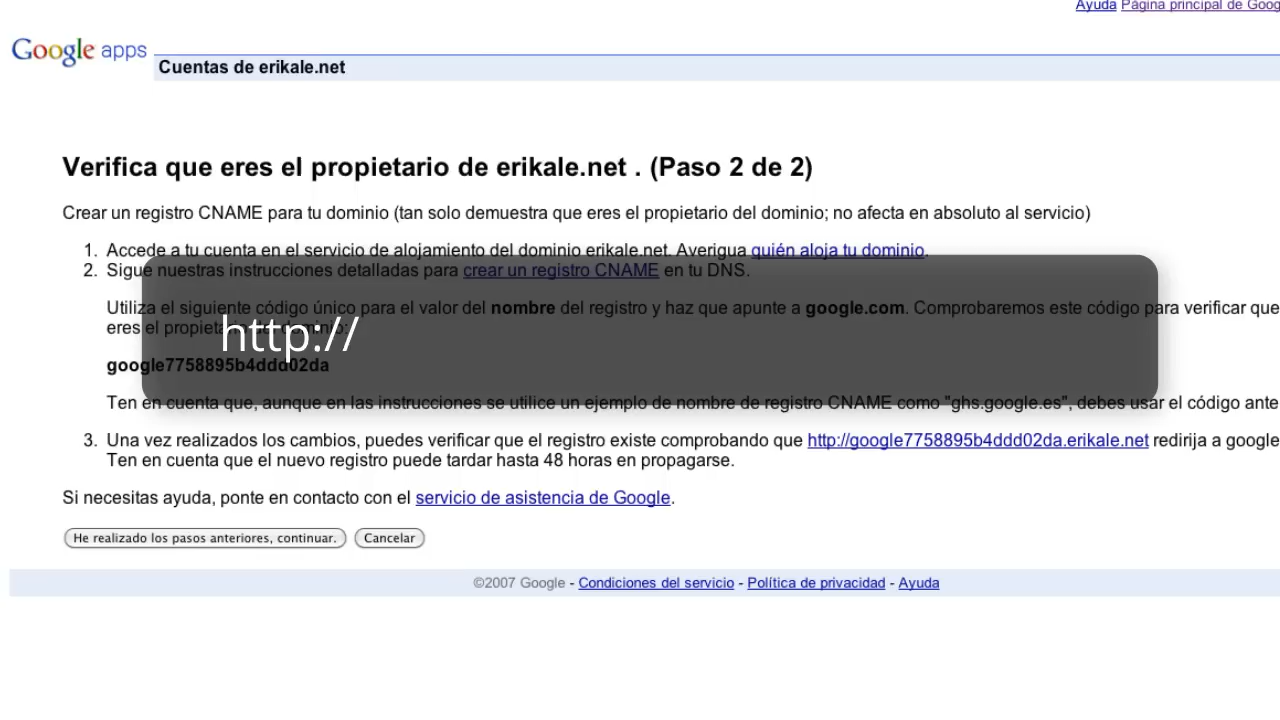 Ayuda Página principal de Goog
Google apps
Cuentas de erikale.net
Verifica que eres el propietario de erikale.net . (Paso 2 de 2)
Crear un registro CNAME para tu dominio (tan solo demuestra que eres el propietario del dominio; no afecta en absoluto al servicio)
1. Accede a tu cuenta en el servicio de alojamiento del dominio erikale.net. Averigua quién aloja tu dominio.
2. Sigue nuestras instrucciones detalladas para crear un registro CNAME en tu DNS.
Utiliza el siguiente código único para el valor del nombre del registro y haz que apunte a google.com. Comprobaremos este código para verificar que
eres el propietario del dominio:
http://
google7758895b4ddd02da
Ten en cuenta que, aunque en las instrucciones se utilice un ejemplo de nombre de registro CNAME como "ghs.google.es", debes usar el código ante
3. Una vez realizados los cambios, puedes verificar que el registro existe comprobando que http://google7758895b4ddd02da.erikale.net redirija a google
Ten en cuenta que el nuevo registro puede tardar hasta 48 horas en propagarse.
Si necesitas ayuda, ponte en contacto con el servicio de asistencia de Google.
He realizado los pasos anteriores, continuar. Cancelar
©2007 Google - Condiciones del servicio - Política de privacidad - Ayuda